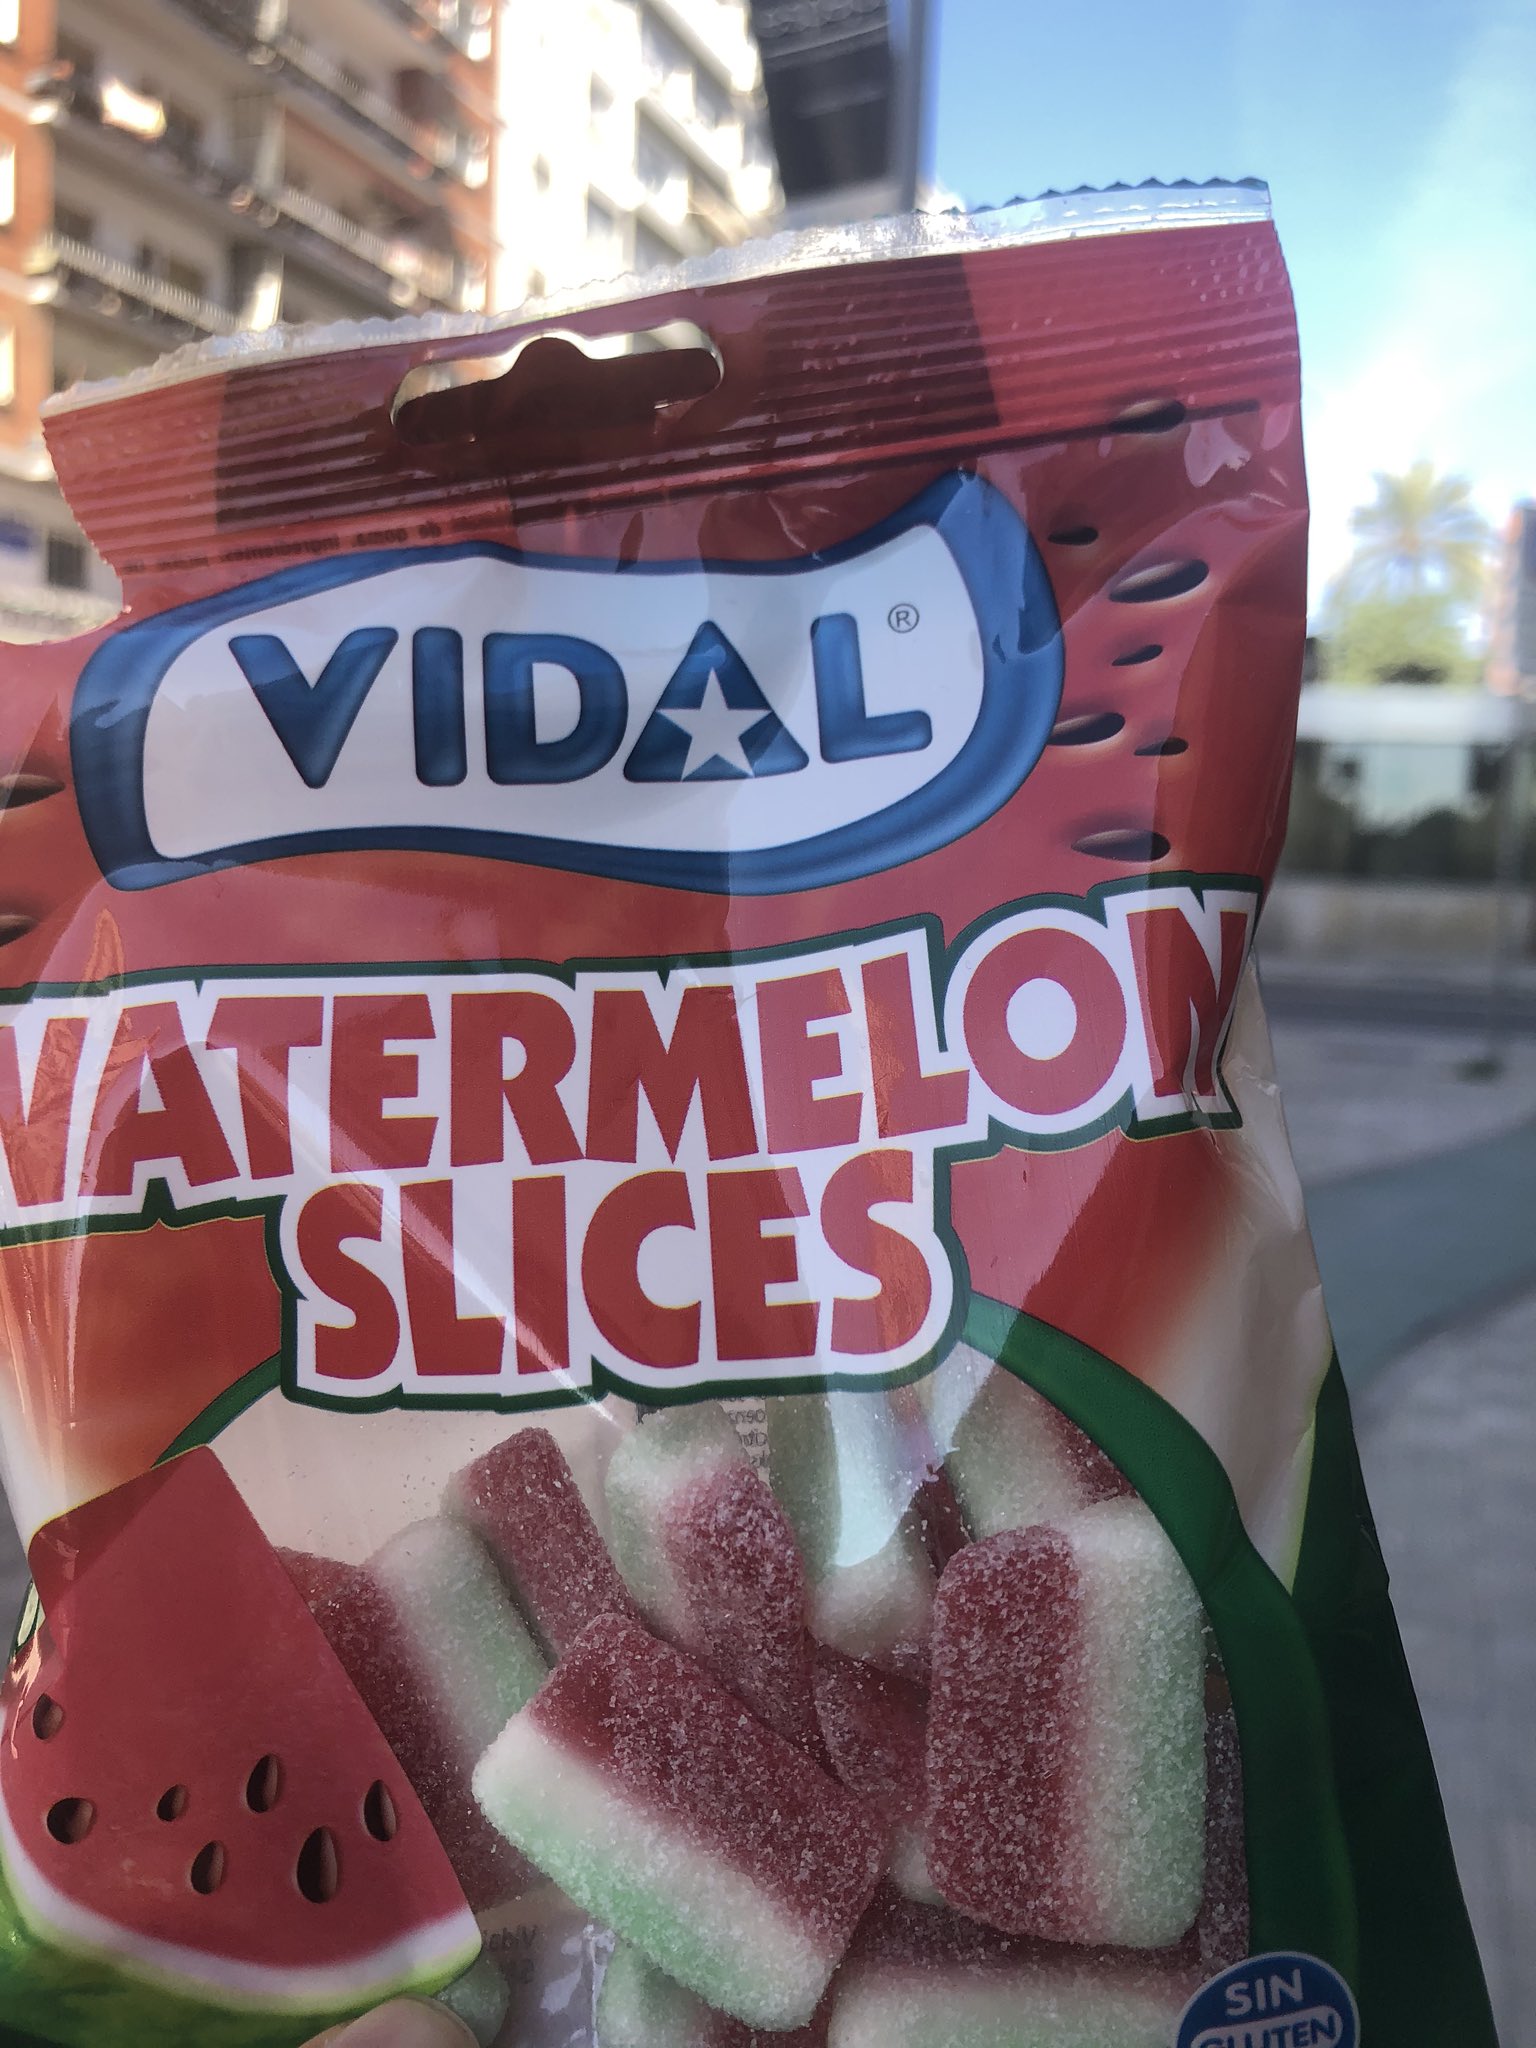 VIDAL®
WATERMELON
SLICES
SIN
GLUTEN